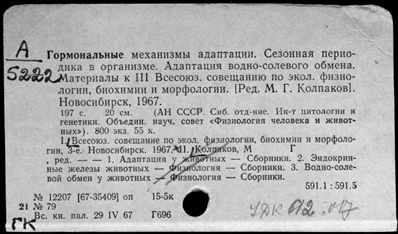 А
5222
Гормональные механизмы адаптации. Сезонная перио-
дика в организме. Адаптация водно-солевого обмена.
Материалы к III Всесоюз. совещанию по экол. физио-
логии, биохимии и морфологии. [Ред. М. Г. Колпаков].
Новосибирск, 1967.
197 с. 20 см. (АН СССР. Сиб. отд-ние. Ин-т цитологии и
генетики. Объедин. науч. совет «Физиология человека и живот-
ных»). 800 экз. 55 к.
1. Всесоюз. совещание по экол. физиологии, биохимии и морфоло-
гии, 3-е. Новосибирск. 1967. II. Колпаков, М Г
, ред. — — 1. Адаптация у животных — Сборники. 2. Эндокрин-
ные железы животных — Физиология — Сборники. 3. Водно-соле-
вой обмен у животных — Физиология — Сборники.
591.1 : 591.5
№ 12207 [67-35409] оп 15-5к
21 № 79
Вс. кн. пал. 29 IV 67 Г696
УДК 612.017
ГК